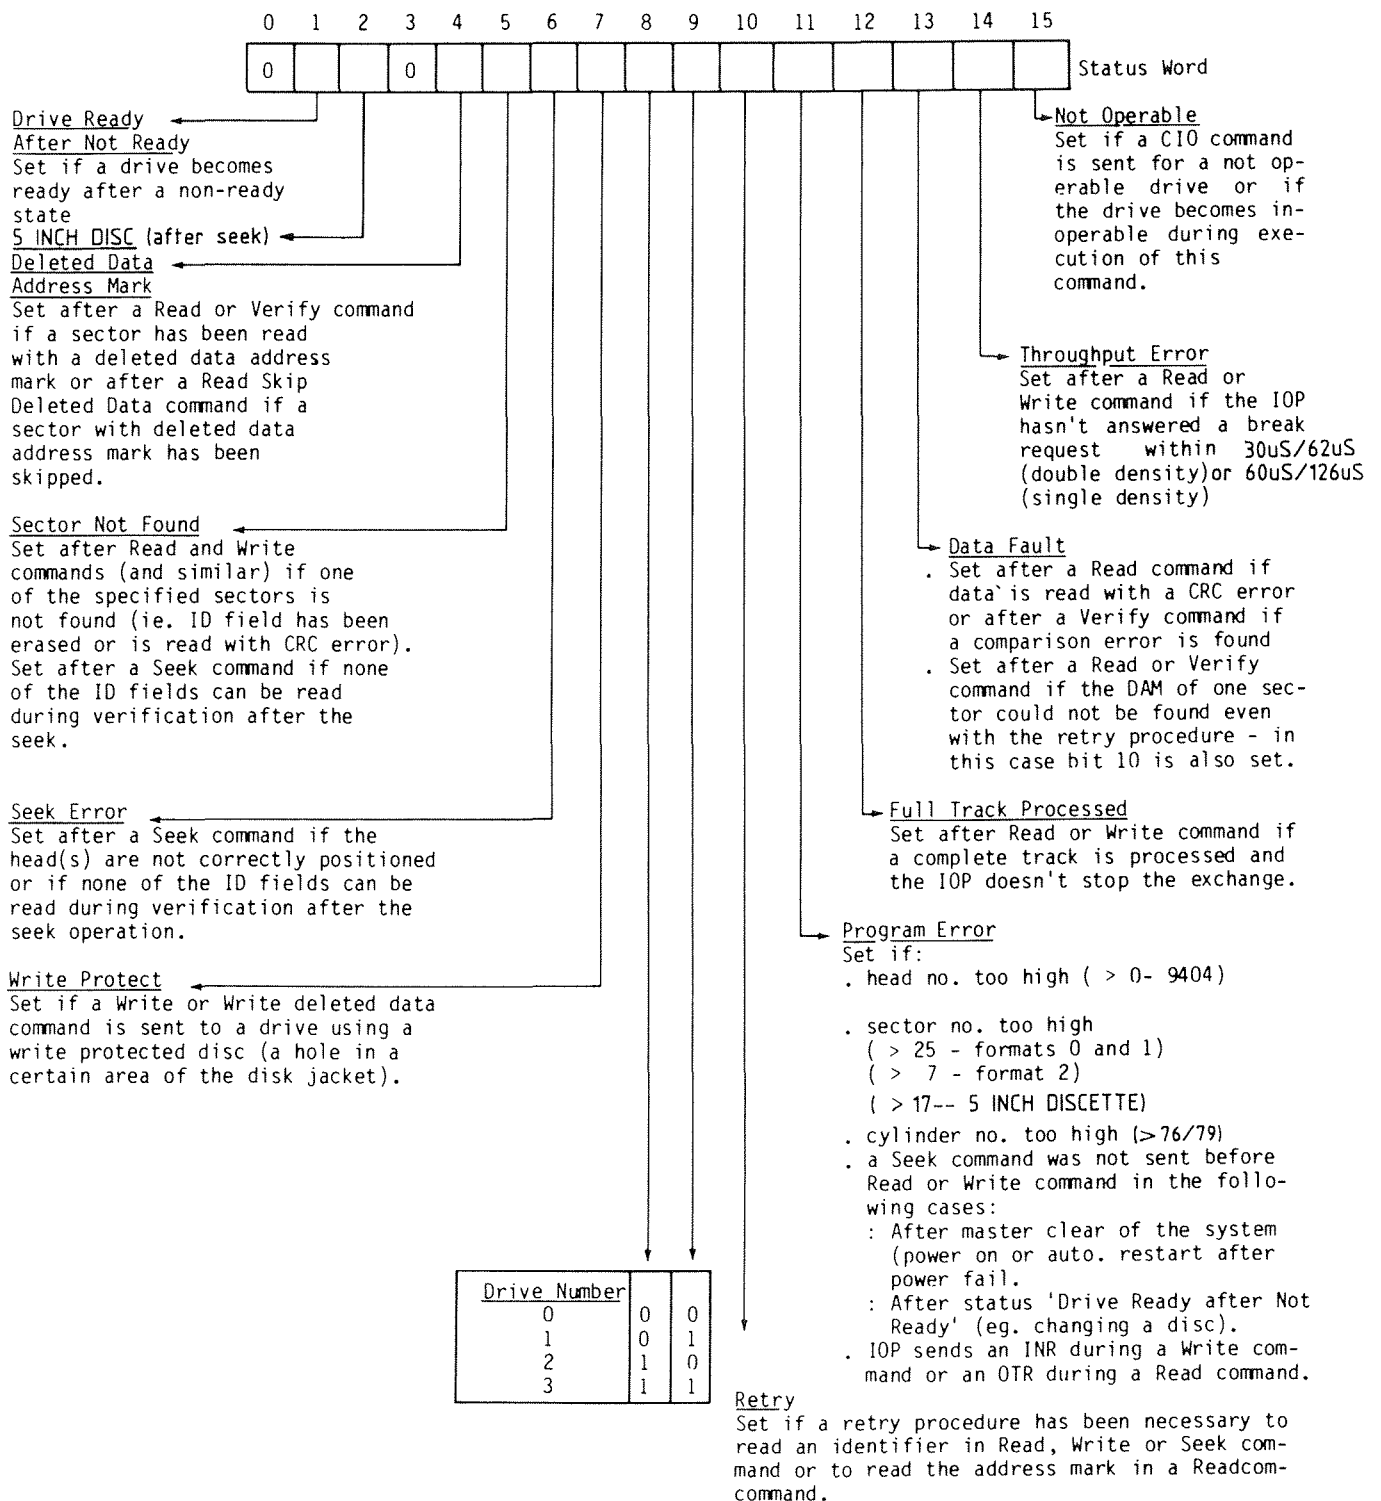 0 1 2 3 4 5 6 7 8 9 10 11 12 13 14 15
0 0 Status Word
Drive Ready
After Not Ready
Set if a drive becomes
ready after a non-ready
state
5 INCH DISC (after seek)
Deleted Data
Address Mark
Set after a Read or Verify command
if a sector has been read
with a deleted data address
mark or after a Read Skip
Deleted Data command if a
sector with deleted data
address mark has been
skipped.
Sector Not Found
Set after Read and Write
commands (and similar) if one
of the specified sectors is
not found (ie. ID field has been
erased or is read with CRC error).
Set after a Seek command if none
of the ID fields can be read
during verification after the
seek.
Seek Error
Set after a Seek command if the
head(s) are not correctly positioned
or if none of the ID fields can be
read during verification after the
seek operation.
Write Protect
Set if a Write or Write deleted data
command is sent to a drive using a
write protected disc (a hole in a
certain area of the disk jacket).
Drive Number
0 0 0
1 0 1
2 1 0
3 1 1
Not Operable
Set if a CIO command
is sent for a not op-
erable drive or if
the drive becomes in-
operable during exe-
cution of this
command.
Throughput Error
Set after a Read or
Write command if the IOP
hasn't answered a break
request within 30uS/62uS
(double density)or 60uS/126uS
(single density)
Data Fault
. Set after a Read command if
data is read with a CRC error
or after a Verify command if
a comparison error is found
. Set after a Read or Verify
command if the DAM of one sec-
tor could not be found even
with the retry procedure - in
this case bit 10 is also set.
Full Track Processed
Set after Read or Write command if
a complete track is processed and
the IOP doesn't stop the exchange.
Program Error
Set if:
. head no. too high ( > 0- 9404)
. sector no. too high
( > 25 - formats 0 and 1)
( > 7 - format 2)
( > 17-- 5 INCH DISCETTE)
. cylinder no. too high (>76/79)
. a Seek command was not sent before
Read or Write command in the follo-
wing cases:
: After master clear of the system
(power on or auto. restart after
power fail.
: After status 'Drive Ready after Not
Ready' (eg. changing a disc).
. IOP sends an INR during a Write com-
mand or an OTR during a Read command.
Retry
Set if a retry procedure has been necessary to
read an identifier in Read, Write or Seek com-
mand or to read the address mark in a Readcom-
command.